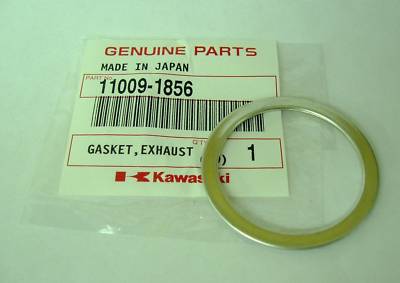 GENUINE PARTS
MADE IN JAPAN
PART No.
11009-1856
QTY
GASKET,EXHAUST 1
Kawasaki